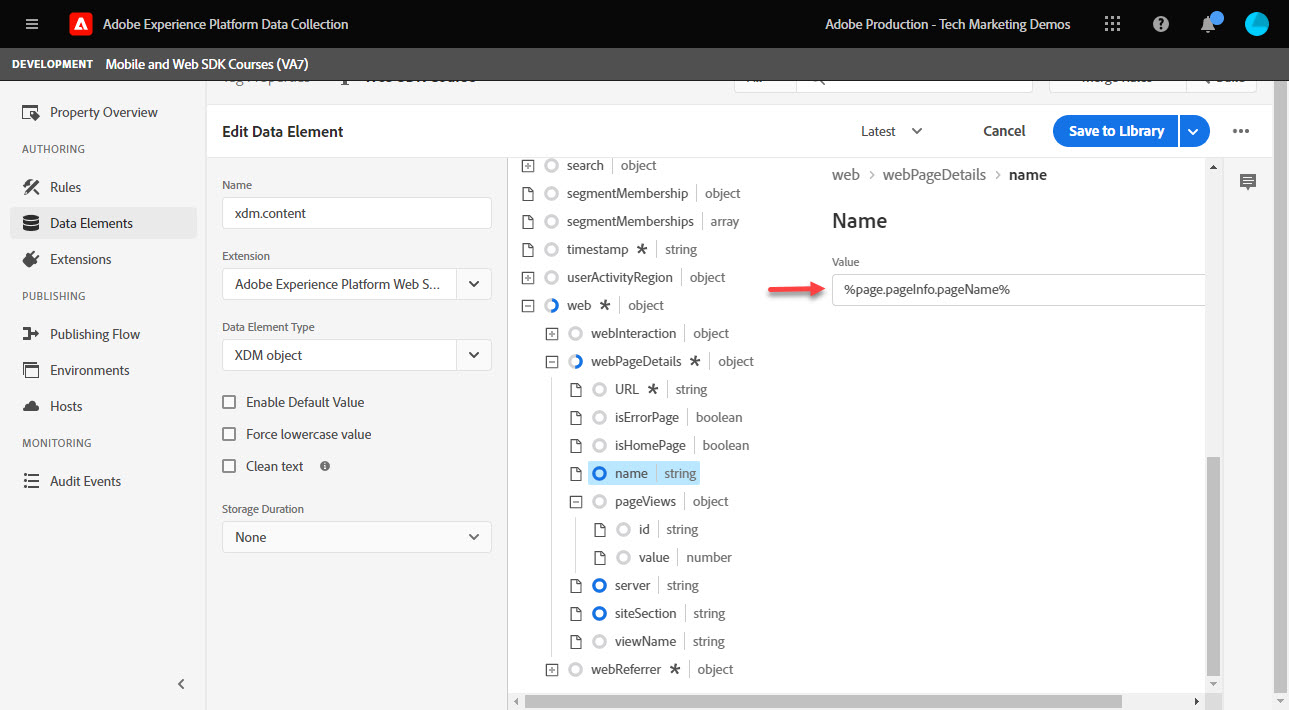 Adobe Experience Platform Data Collection
Adobe Production - Tech Marketing Demos
DEVELOPMENT Mobile and Web SDK Courses (VA7)
Property Overview
AUTHORING
Rules
Data Elements
Extensions
PUBLISHING
Publishing Flow
Environments
Hosts
MONITORING
Audit Events
Edit Data Element
Latest
Cancel
Save to Library
Name
xdm.content
Extension
Adobe Experience Platform Web S...
Data Element Type
XDM object
Enable Default Value
Force lowercase value
Clean text
Storage Duration
None
search object
segmentMembership object
segmentMemberships array
timestamp * string
userActivityRegion object
web * object
webInteraction object
webPageDetails * object
URL * string
isErrorPage boolean
isHomePage boolean
name string
pageViews object
id string
value number
server string
siteSection string
viewName string
webReferrer * object
web > webPageDetails > name
Name
Value
%page.pageInfo.pageName%